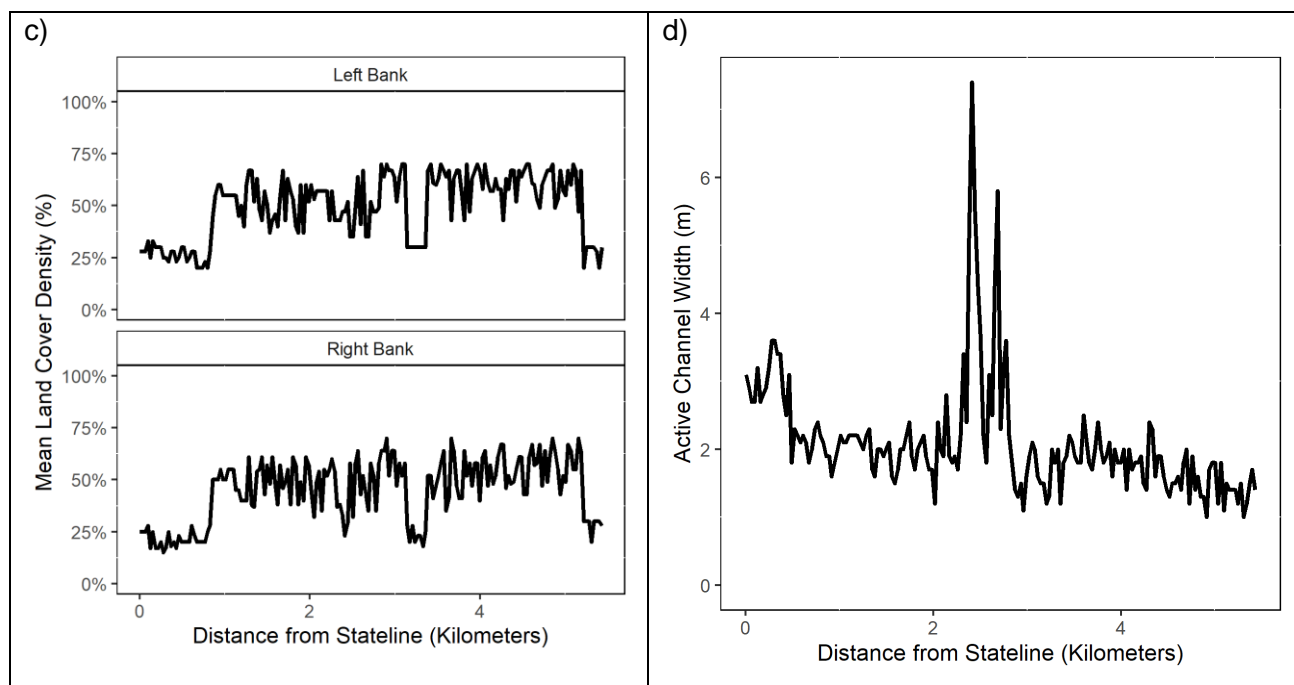 c)
Left Bank
100%
75%
50%
25%
0%
Right Bank
100%
75%
50%
25%
0%
Mean Land Cover Density (%)
0
2
4
Distance from Stateline (Kilometers)
d)
6
4
2
0
Active Channel Width (m)
0
2
4
Distance from Stateline (Kilometers)